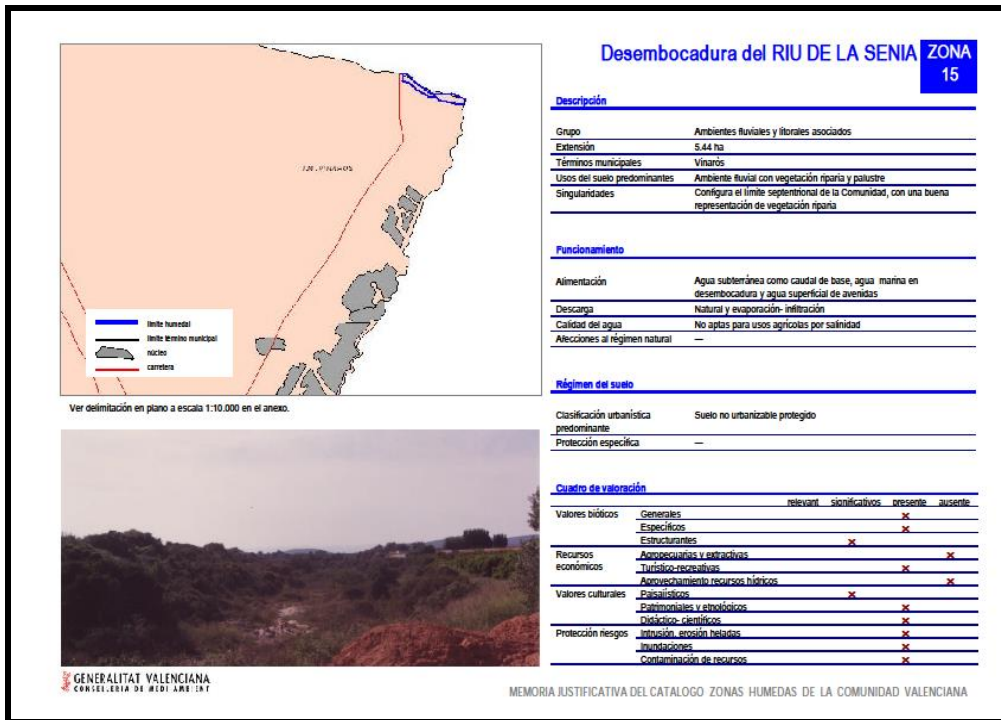 Desembocadura del RIU DE LA SENIA
ZONA
15
Descripción
Grupo Ambientes fluviales y litorales asociados
Extensión 5.44 ha
Términos municipales Vinaròs
Usos del suelo predominantes Ambiente fluvial con vegetación riparia y palustre
Singularidades Configura el límite septentrional de la Comunidad, con una buena
representación de vegetación riparia
Funcionamiento
Alimentación Agua subterránea como caudal de base, agua marina en
desembocadura y agua superficial de avenidas
Descarga Natural y evaporación- infiltración
Calidad del agua No aptas para usos agrícolas por salinidad
Afecciones al régimen natural —
Régimen del suelo
Clasificación urbanística Suelo no urbanizable protegido
predominante
Protección específica —
Cuadro de valoración
relevant significativos presente ausente
Valores bióticos Generales x
Específicos x
Estructurantes x
Recursos Agropecuarias y extractivas x
económicos Turístico-recreativas x
Aprovechamiento recursos hídricos x
Valores culturales Paisajísticos x
Patrimoniales y etnológicos x
Didáctico- científicos x
Protección riesgos Intrusión, erosión heladas x
Inundaciones x
Contaminación de recursos x
límite humedal
límite término municipal
núcleo
carretera
Ver delimitación en plano a escala 1:10.000 en el anexo.
GENERALITAT VALENCIANA
CONSELLERIA DE MEDI AMBIENT
MEMORIA JUSTIFICATIVA DEL CATALOGO ZONAS HUMEDAS DE LA COMUNIDAD VALENCIANA